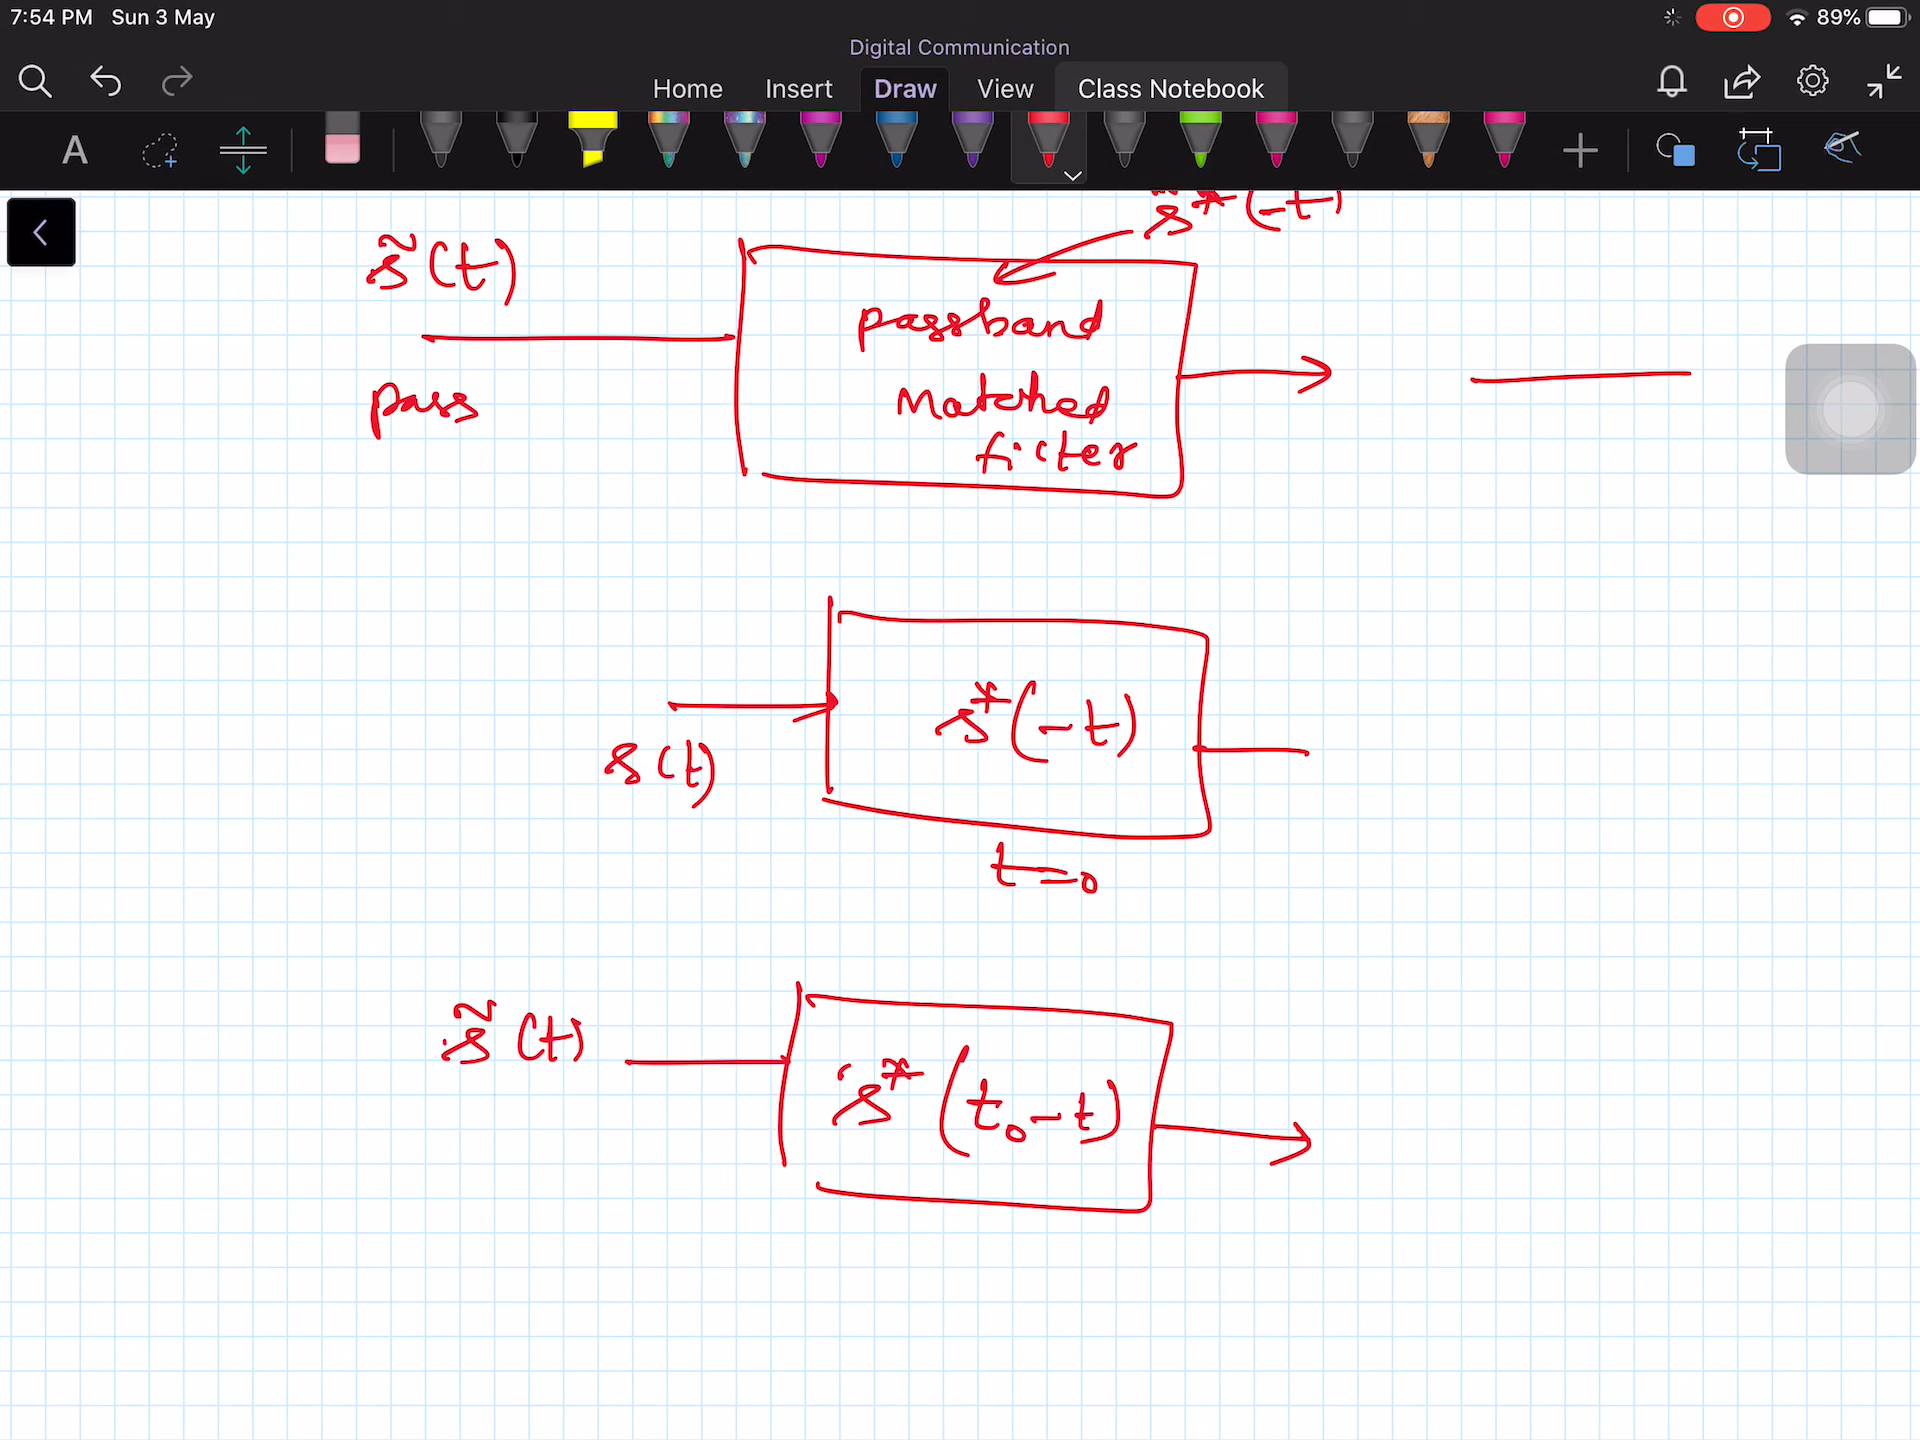 7:54 PM Sun 3 May
89%
Digital Communication
Home Insert Draw View Class Notebook
A
s̃*(-t)
s̃(t)
passband
Matched
filter
pass
s*(-t)
s(t)
t=0
s̃(t)
s*(t₀-t)